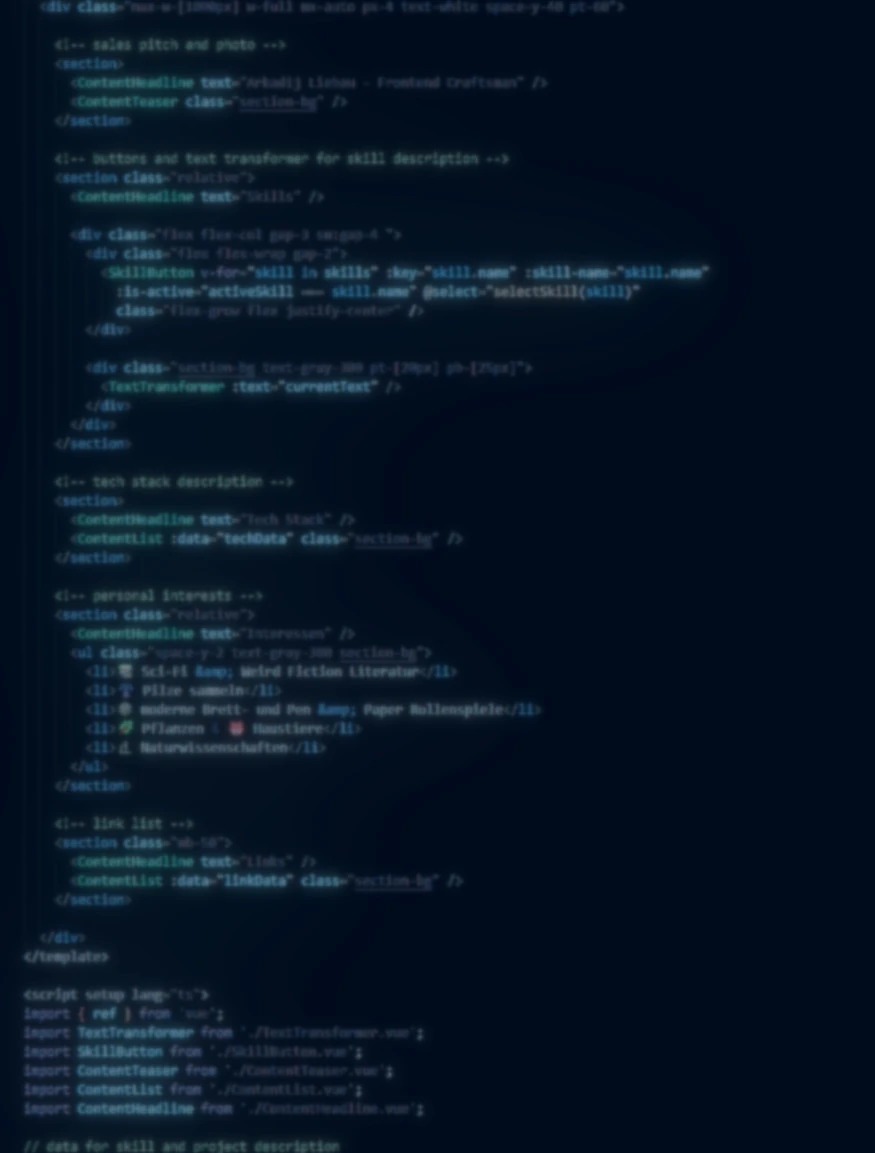 <div class="max-w-[1000px] w-full mx-auto px-4 text-white space-y-40 pt-60">
<!-- sales pitch and photo -->
<section>
<ContentHeadline text="Arkadij - Frontend Craftsman" />
<ContentTeaser class="section-bg" />
</section>
<!-- buttons and text transformer for skill description -->
<section class="relative">
<ContentHeadline text="Skills" />
<div class="flex flex-col gap-3 sm:gap-4 ">
<div class="flex flex-wrap gap-2">
<SkillButton v-for="skill in skills" :key="skill.name" :skill-name="skill.name"
:is-active="activeSkill === skill.name" @select="selectSkill(skill)"
class="flex-grow flex justify-center" />
</div>
<div class="section-bg text-gray-300 pt-[20px] pb-[25px]">
<TextTransformer :text="currentText" />
</div>
</div>
</section>
<!-- tech stack description -->
<section>
<ContentHeadline text="Tech Stack" />
<ContentList :data="techData" class="section-bg" />
</section>
<!-- personal interests -->
<section class="relative">
<ContentHeadline text="Interessen" />
<ul class="space-y-2 text-gray-300 section-bg">
<li> Sci-Fi &amp; Weird Fiction Literatur</li>
<li> Pilze sammeln</li>
<li> moderne Brett- und Pen &amp; Paper Rollenspiele</li>
<li> Pflanzen & Haustiere</li>
<li> Naturwissenschaften</li>
</ul>
</section>
<!-- link list -->
<section class="mb-50">
<ContentHeadline text="Links" />
<ContentList :data="linkData" class="section-bg" />
</section>
</div>
</template>
<script setup lang="ts">
import { ref } from 'vue';
import TextTransformer from './TextTransformer.vue';
import SkillButton from './SkillButton.vue';
import ContentTeaser from './ContentTeaser.vue';
import ContentList from './ContentList.vue';
import ContentHeadline from './ContentHeadline.vue';
// data for skill and project description